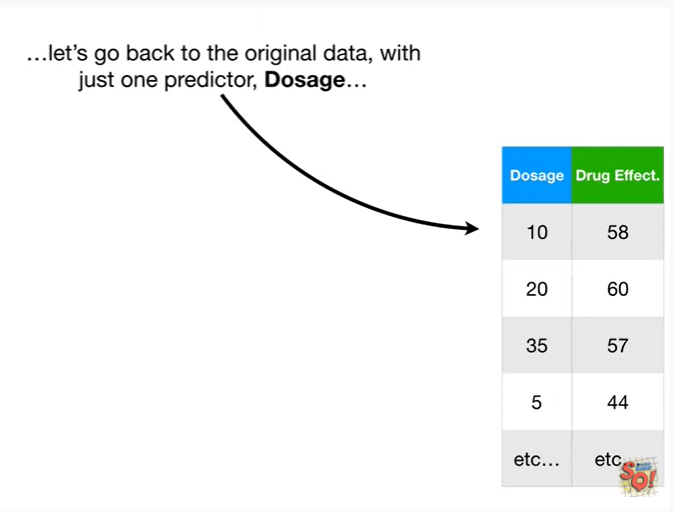 …let's go back to the original data, with
just one predictor, Dosage…
Dosage Drug Effect.
10 58
20 60
35 57
5 44
etc… etc
SQ!